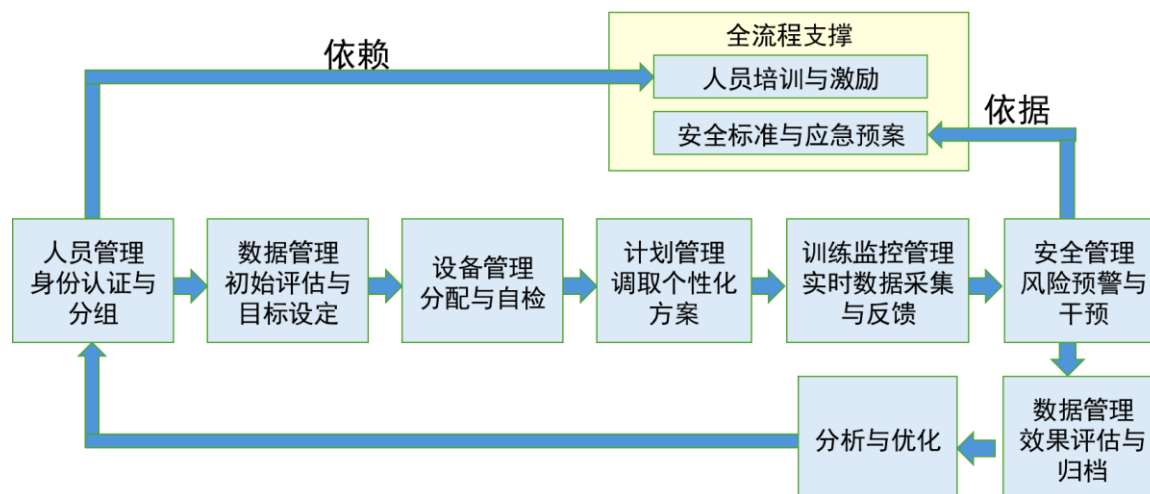 全流程支撑
依赖
人员培训与激励
依据
安全标准与应急预案
人员管理
身份认证与
分组
数据管理
初始评估与
目标设定
设备管理
分配与自检
计划管理
调取个性化
方案
训练监控管理
实时数据采集
与反馈
安全管理
风险预警与
干预
分析与优化
数据管理
效果评估与
归档